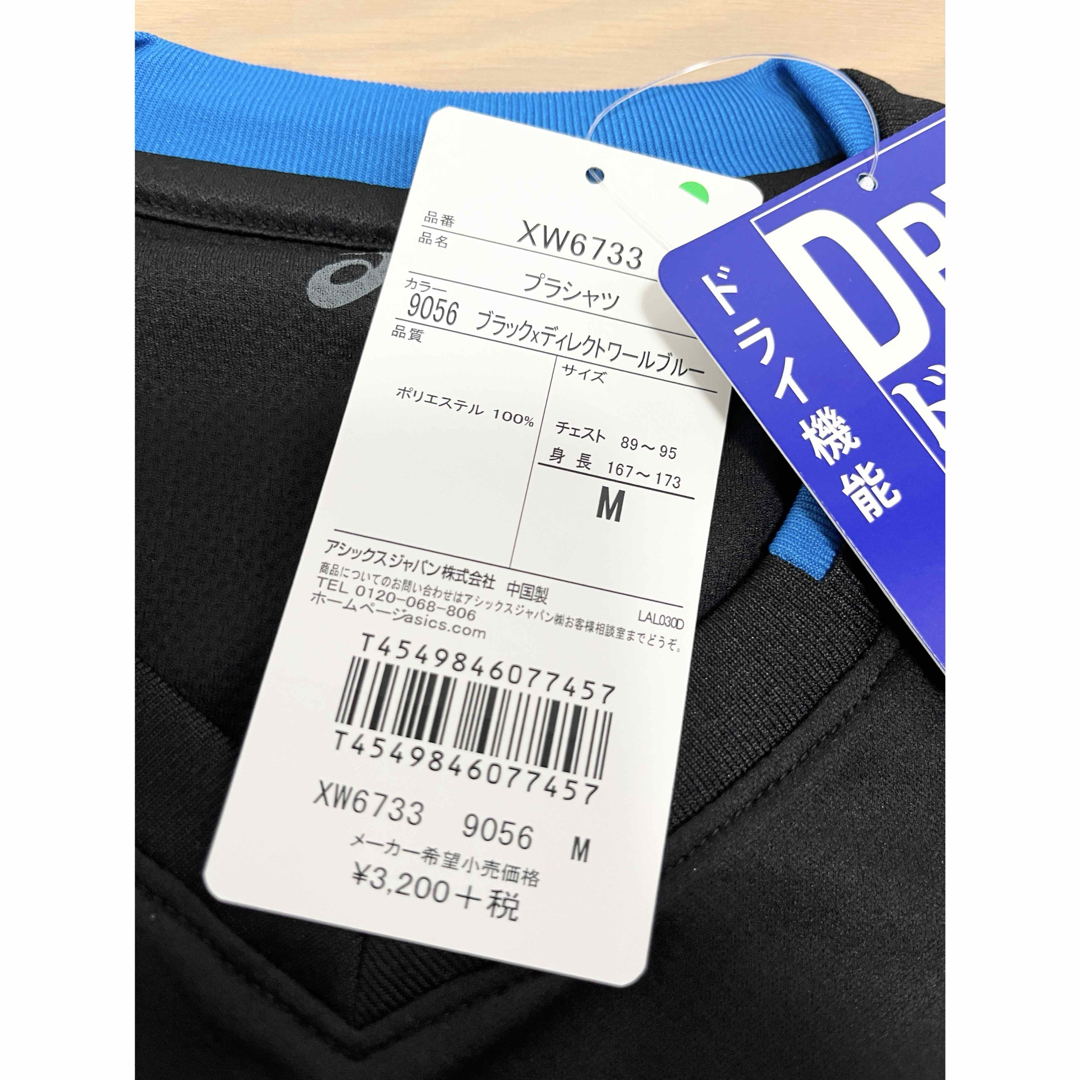 品番 XW6733
品名 プラシャツ
カラー
9056 ブラックxディレクトワールブルー
品質
サイズ
ポリエステル 100%
チェスト 89~95
身長 167~173
M
アシックスジャパン株式会社 中国製
商品についてのお問い合わせはアシックスジャパン㈱お客様相談室までどうぞ。
TEL 0120-068-806
ホームページasics.com
LAL030D
T4549846077457
T4549846077457
XW6733 9056 M
メーカー希望小売価格
¥3,200+税
ドライ機能